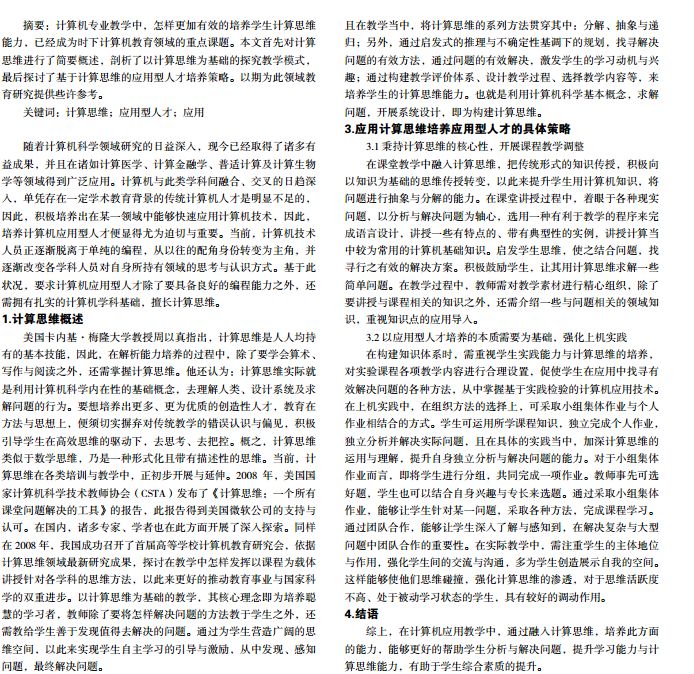 摘要：计算机专业教学中，怎样更加有效的培养学生计算思维
能力，已经成为时下计算机教育领域的重点课题。本文首先对计算
思维进行了简要概述，剖析了以计算思维为基础的探究教学模式，
最后探讨了基于计算思维的应用型人才培养策略。以期为此领域教
育研究提供些许参考。
关键词：计算思维；应用型人才；应用
随着计算机科学领域研究的日益深入，现今已经取得了诸多有
益成果，并且在诸如计算医学、计算金融学、普适计算及计算生物
学等领域得到广泛应用。计算机与此类学科间融合、交叉的日趋深
入，单凭存在一定学术教育背景的传统计算机人才是明显不足的，
因此，积极培养出在某一领域中能够快速应用计算机技术，因此，
培养计算机应用型人才便显得尤为迫切与重要。当前，计算机技术
人员正逐渐脱离于单纯的编程，从以往的配角身份转变为主角，并
逐渐改变各学科人员对自身所持有领域的思考与认识方式。基于此
状况，要求计算机应用型人才除了要具备良好的编程能力之外，还
需拥有扎实的计算机学科基础，擅长计算思维。
1.计算思维概述
美国卡内基·梅隆大学教授周以真指出，计算思维是人人均持
有的基本技能，因此，在解析能力培养的过程中，除了要学会算术、
写作与阅读之外，还需掌握计算思维。他还认为：计算思维实际就
是利用计算机科学内在性的基础概念，去理解人类、设计系统及求
解问题的行为。要想培养出更多、更为优质的创造性人才，教育在
方法与思想上，便须切实摒弃对传统教学的错误认识与偏见，积极
引导学生在高效思维的驱动下，去思考、去把控。概之，计算思维
类似于数学思维，乃是一种形式化且带有描述性的思维。当前，计
算思维在各类培训与教学中，正初步开展与延伸。2008 年，美国国
家计算机科学技术教师协会（CSTA）发布了《计算思维：一个所有
课堂问题解决的工具》的报告，此报告得到美国微软公司的支持与
认可。在国内，诸多专家、学者也在此方面开展了深入探索。同样
在 2008 年，我国成功召开了首届高等学校计算机教育研究会，依据
计算思维领域最新研究成果，探讨在教学中怎样发挥以课程为载体
讲授针对各学科的思维方法，以此来更好的推动教育事业与国家科
学的双重进步。以计算思维为基础的教学，其核心理念即为培养聪
慧的学习者，教师除了要将怎样解决问题的方法教于学生之外，还
需教给学生善于发现值得去解决的问题。通过为学生营造广阔的思
维空间，以此来实现学生自主学习的引导与激励，从中发现、感知
问题，最终解决问题。
且在教学当中，将计算思维的系列方法贯穿其中：分解、抽象与递
归；另外，通过启发式的推理与不确定性基调下的规划，找寻解决
问题的有效方法，通过问题的有效解决，激发学生的学习动机与兴
趣；通过构建教学评价体系、设计教学过程、选择教学内容等，来
培养学生的计算思维能力。也就是利用计算机科学基本概念，求解
问题，开展系统设计，即为构建计算思维。
3.应用计算思维培养应用型人才的具体策略
3.1 秉持计算思维的核心性，开展课程教学调整
在课堂教学中融入计算思维，把传统形式的知识传授，积极向
以知识为基础的思维传授转变，以此来提升学生用计算机知识，将
问题进行抽象与分解的能力。在课堂讲授过程中，着眼于各种现实
问题，以分析与解决问题为轴心，选用一种有利于教学的程序来完
成语言设计，讲授一些有特点的、带有典型性的实例，讲授计算当
中较为常用的计算机基础知识。启发学生思维，使之结合问题，找
寻行之有效的解决方案。积极鼓励学生，让其用计算思维求解一些
简单问题。在教学过程中，教师需对教学素材进行精心组织，除了
要讲授与课程相关的知识之外，还需介绍一些与问题相关的领域知
识，重视知识点的应用导入。
3.2 以应用型人才培养的本质需要为基础，强化上机实践
在构建知识体系时，需重视学生实践能力与计算思维的培养，
对实验课程各项教学内容进行合理设置，促使学生在应用中找寻有
效解决问题的各种方法，从中掌握基于实践检验的计算机应用技术。
在上机实践中，在组织方法的选择上，可采取小组集体作业与个人
作业相结合的方式。学生可运用所学课程知识，独立完成个人作业，
独立分析并解决实际问题，且在具体的实践当中，加深计算思维的
运用与理解，提升自身独立分析与解决问题的能力。对于小组集体
作业而言，即将学生进行分组，共同完成一项作业。教师事先可选
好题，学生也可以结合自身兴趣与专长来选题。通过采取小组集体
作业，能够让学生针对某一问题，采取各种方法，完成课程学习。
通过团队合作，能够让学生深入了解与感知到，在解决复杂与大型
问题中团队合作的重要性。在实际教学中，需注重学生的主体地位
与作用，强化学生间的交流与沟通，多为学生创造展示自我的空间。
这样能够使他们思维碰撞，强化计算思维的渗透，对于思维活跃度
不高、处于被动学习状态的学生，具有较好的调动作用。
4.结语
综上，在计算机应用教学中，通过融入计算思维，培养此方面
的能力，能够更好的帮助学生分析与解决问题，提升学习能力与计
算思维能力，有助于学生综合素质的提升。